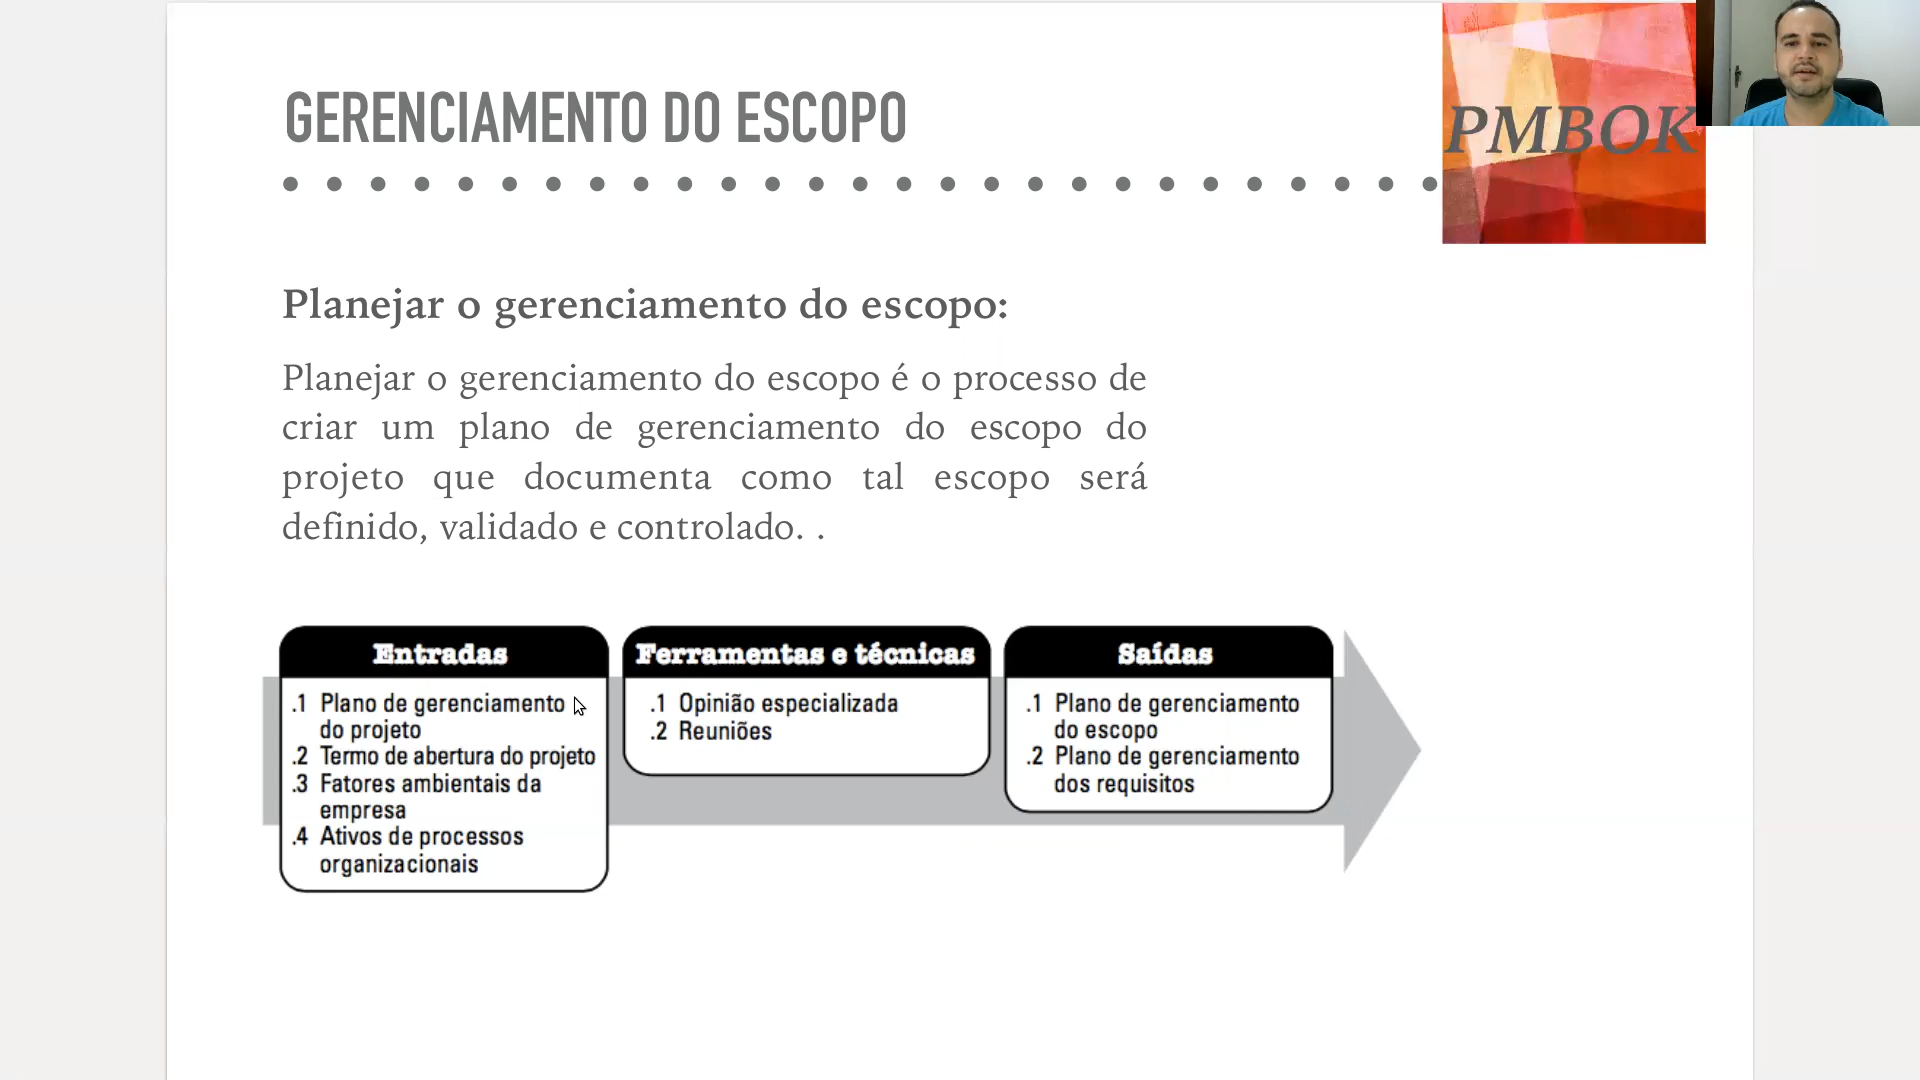 GERENCIAMENTO DO ESCOPO
PMBOK
Planejar o gerenciamento do escopo:
Planejar o gerenciamento do escopo é o processo de
criar um plano de gerenciamento do escopo do
projeto que documenta como tal escopo será
definido, validado e controlado. .
Entradas
.1 Plano de gerenciamento
do projeto
.2 Termo de abertura do projeto
.3 Fatores ambientais da
empresa
.4 Ativos de processos
organizacionais
Ferramentas e técnicas
.1 Opinião especializada
.2 Reuniões
Saídas
.1 Plano de gerenciamento
do escopo
.2 Plano de gerenciamento
dos requisitos